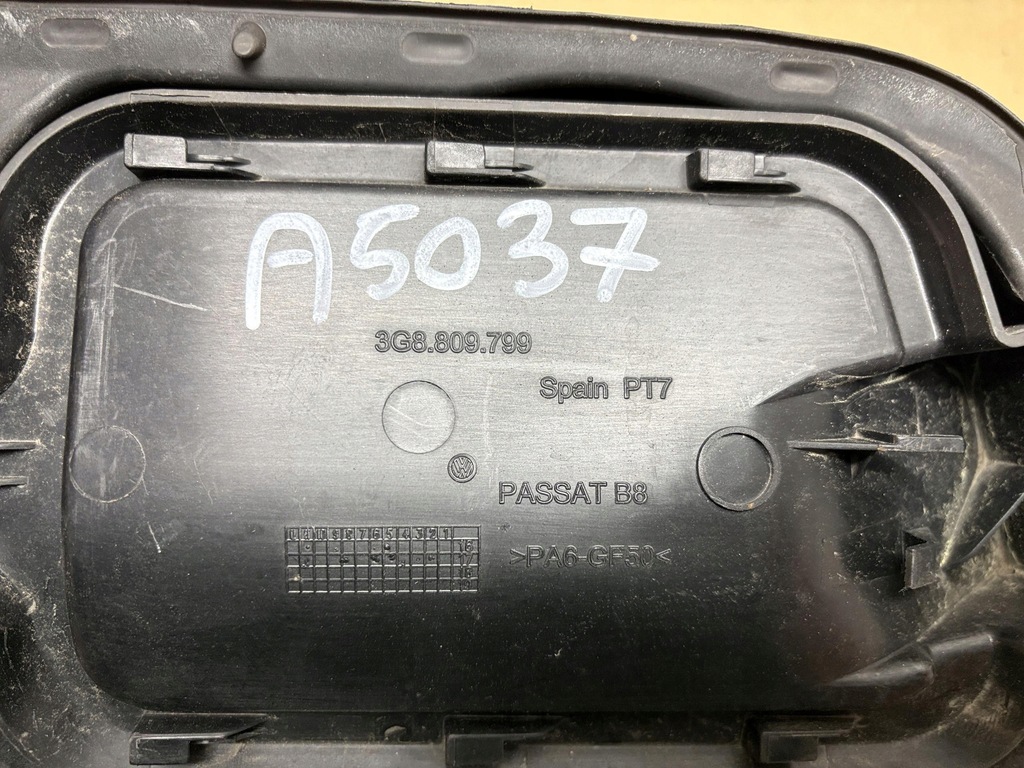 A5037
3G8.809.799
Spain PT7
PASSAT B8
>PA6-GF50<